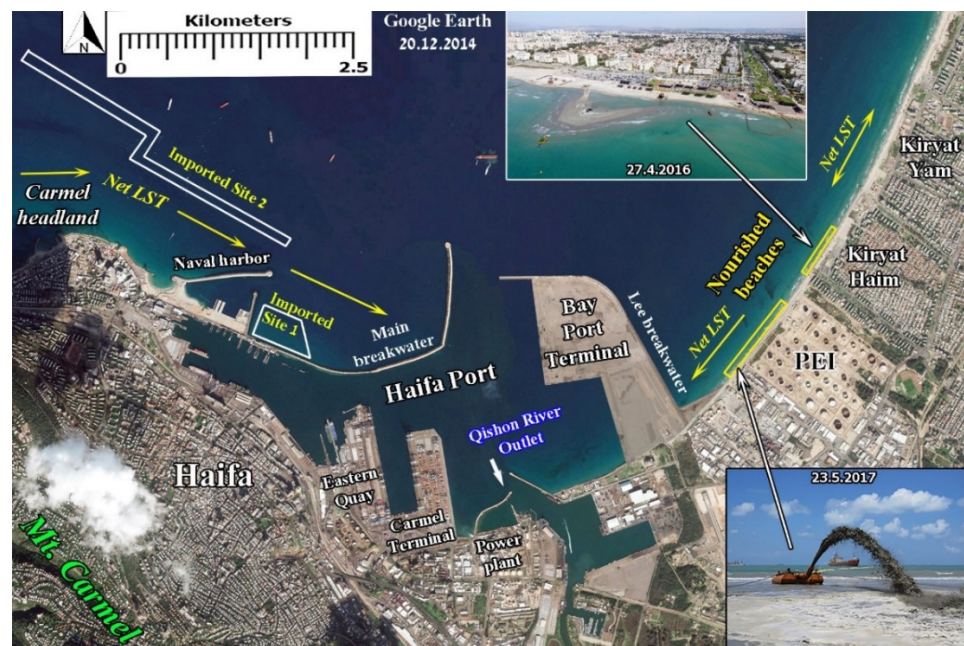 Kilometers
0
2.5
N
Google Earth
20.12.2014
27.4.2016
Net LST
Kiryat
Yam
Imported Site 2
Net LST
Carmel
headland
Naval harbor
Imported
Site 1
Main
breakwater
Haifa Port
Bay
Port
Terminal
Lee breakwater
Nourished
beaches
Net LST
Kiryat
Haim
PEI
Qishon River
Outlet
Haifa
Eastern
Quay
Carmel
Terminal
Power
plant
Mt. Carmel
23.5.2017